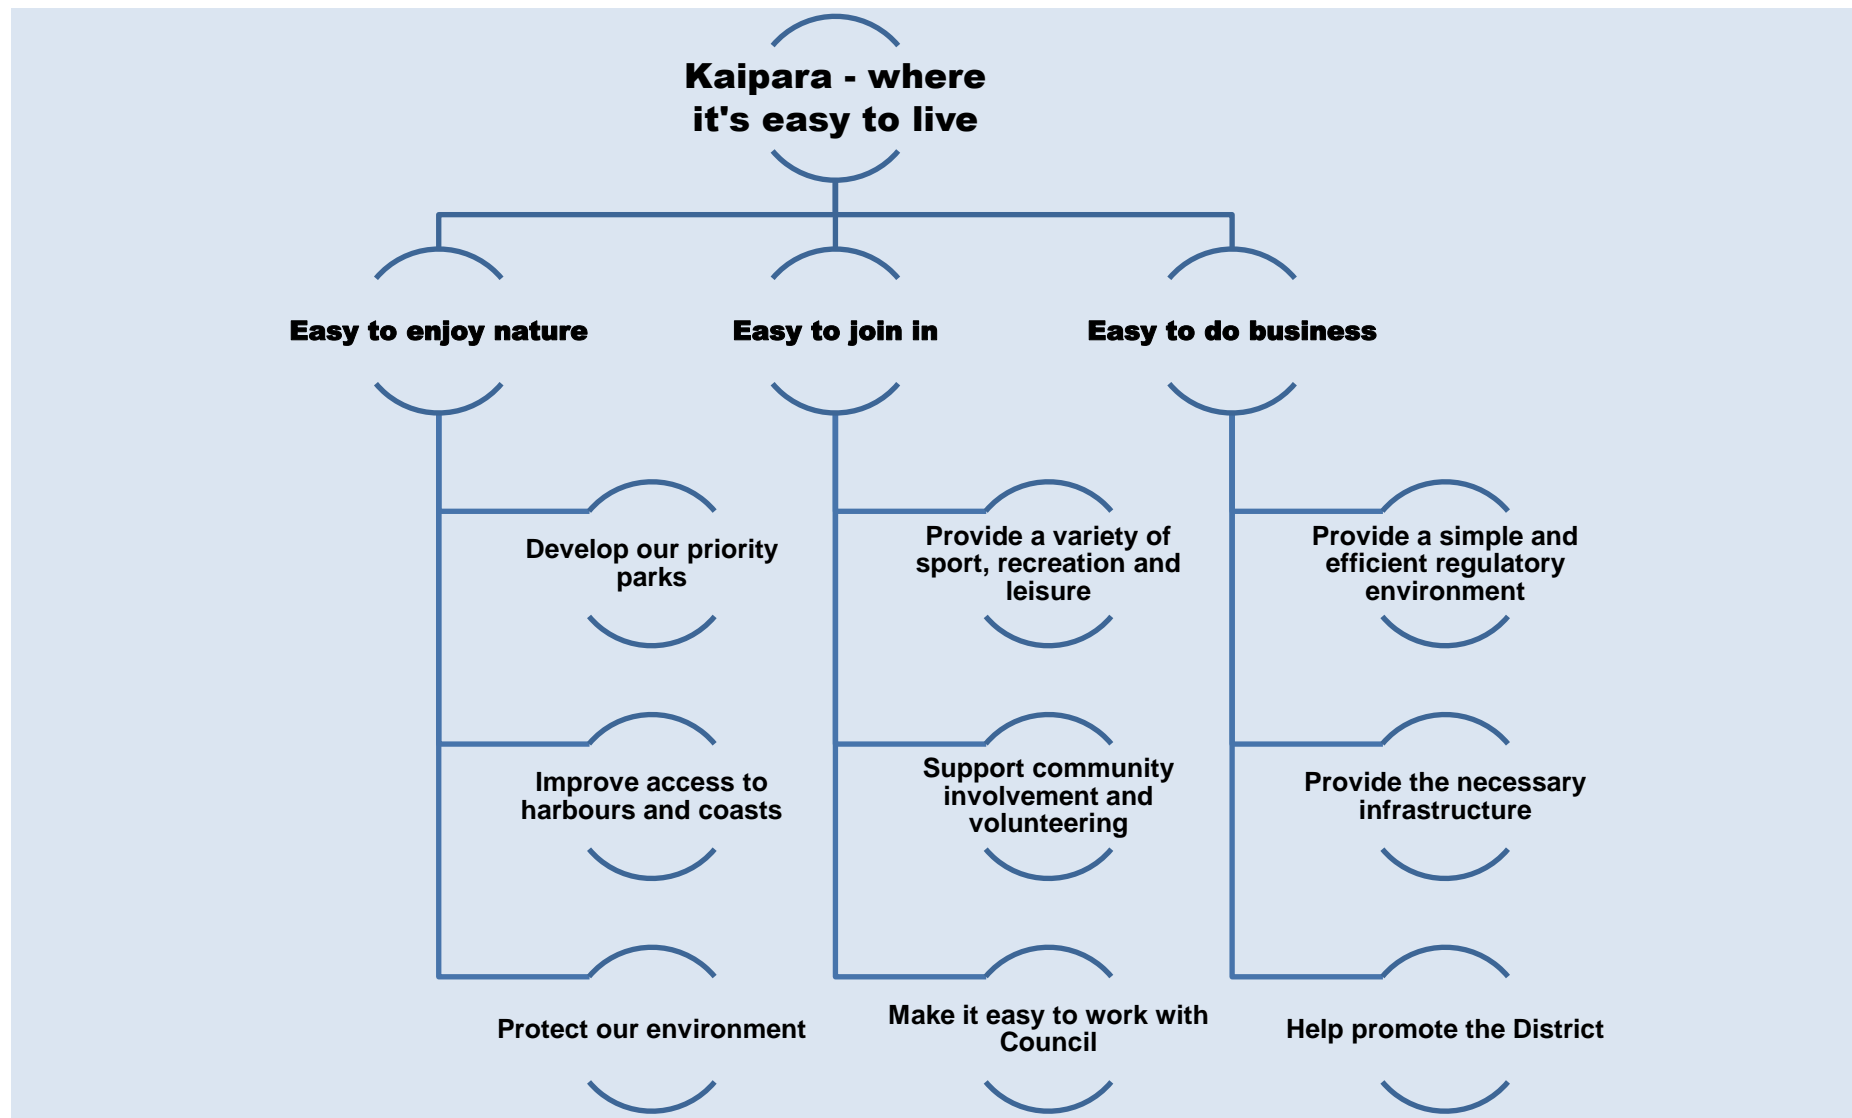 Kaipara - where
it's easy to live
Easy to enjoy nature
Easy to join in
Easy to do business
Develop our priority
parks
Provide a variety of
sport, recreation and
leisure
Provide a simple and
efficient regulatory
environment
Improve access to
harbours and coasts
Support community
involvement and
volunteering
Provide the necessary
infrastructure
Protect our environment
Make it easy to work with
Council
Help promote the District